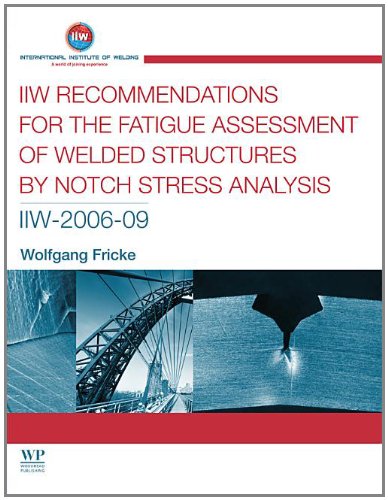 IIW
INTERNATIONAL INSTITUTE OF WELDING
A world of joining experience
IIW RECOMMENDATIONS
FOR THE FATIGUE ASSESSMENT
OF WELDED STRUCTURES
BY NOTCH STRESS ANALYSIS
IIW-2006-09
Wolfgang Fricke
WP
WOODHEAD
PUBLISHING